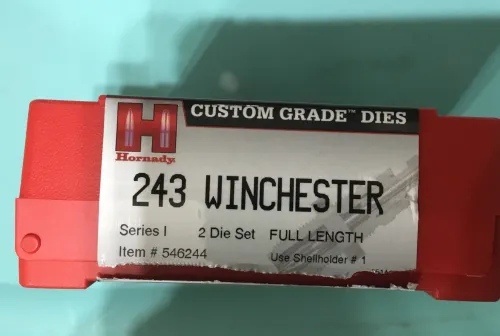 CUSTOM GRADE™ DIES
H
Hornady®
243 WINCHESTER
Series I 2 Die Set FULL LENGTH
Item # 546244 Use Shellholder # 1